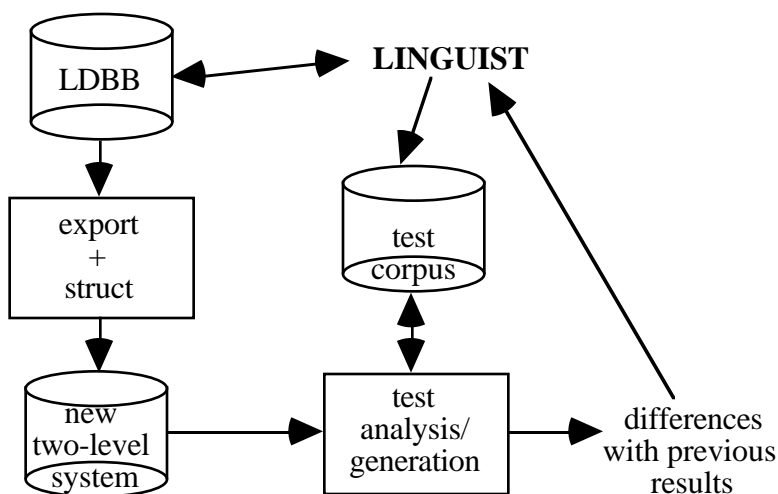 LDBB
LINGUIST
export
+
struct
test
corpus
new
two-level
system
test
analysis/
generation
differences
with previous
results